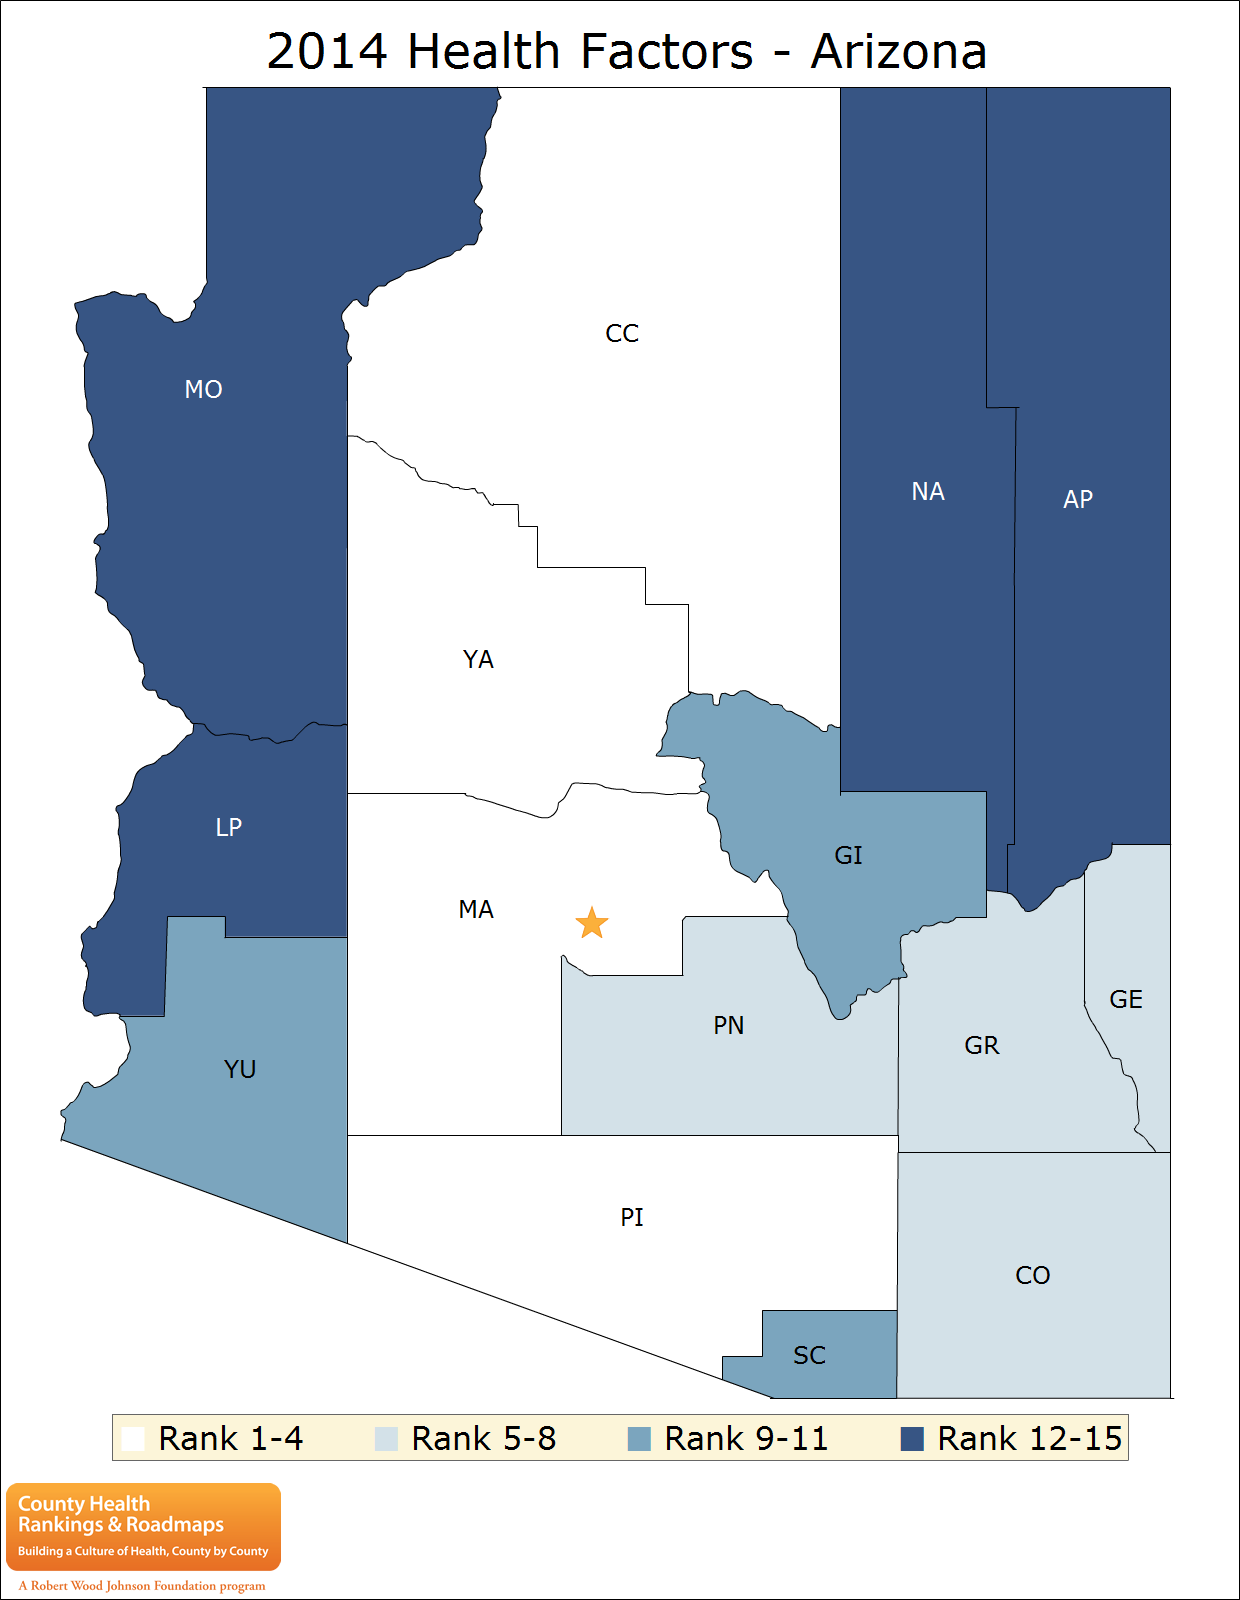 2014 Health Factors - Arizona
CC
MO
NA
AP
YA
LP
GI
MA
GE
PN
GR
YU
PI
CO
SC
Rank 1-4 Rank 5-8 Rank 9-11 Rank 12-15
County Health
Rankings & Roadmaps
Building a Culture of Health, County by County
A Robert Wood Johnson Foundation program